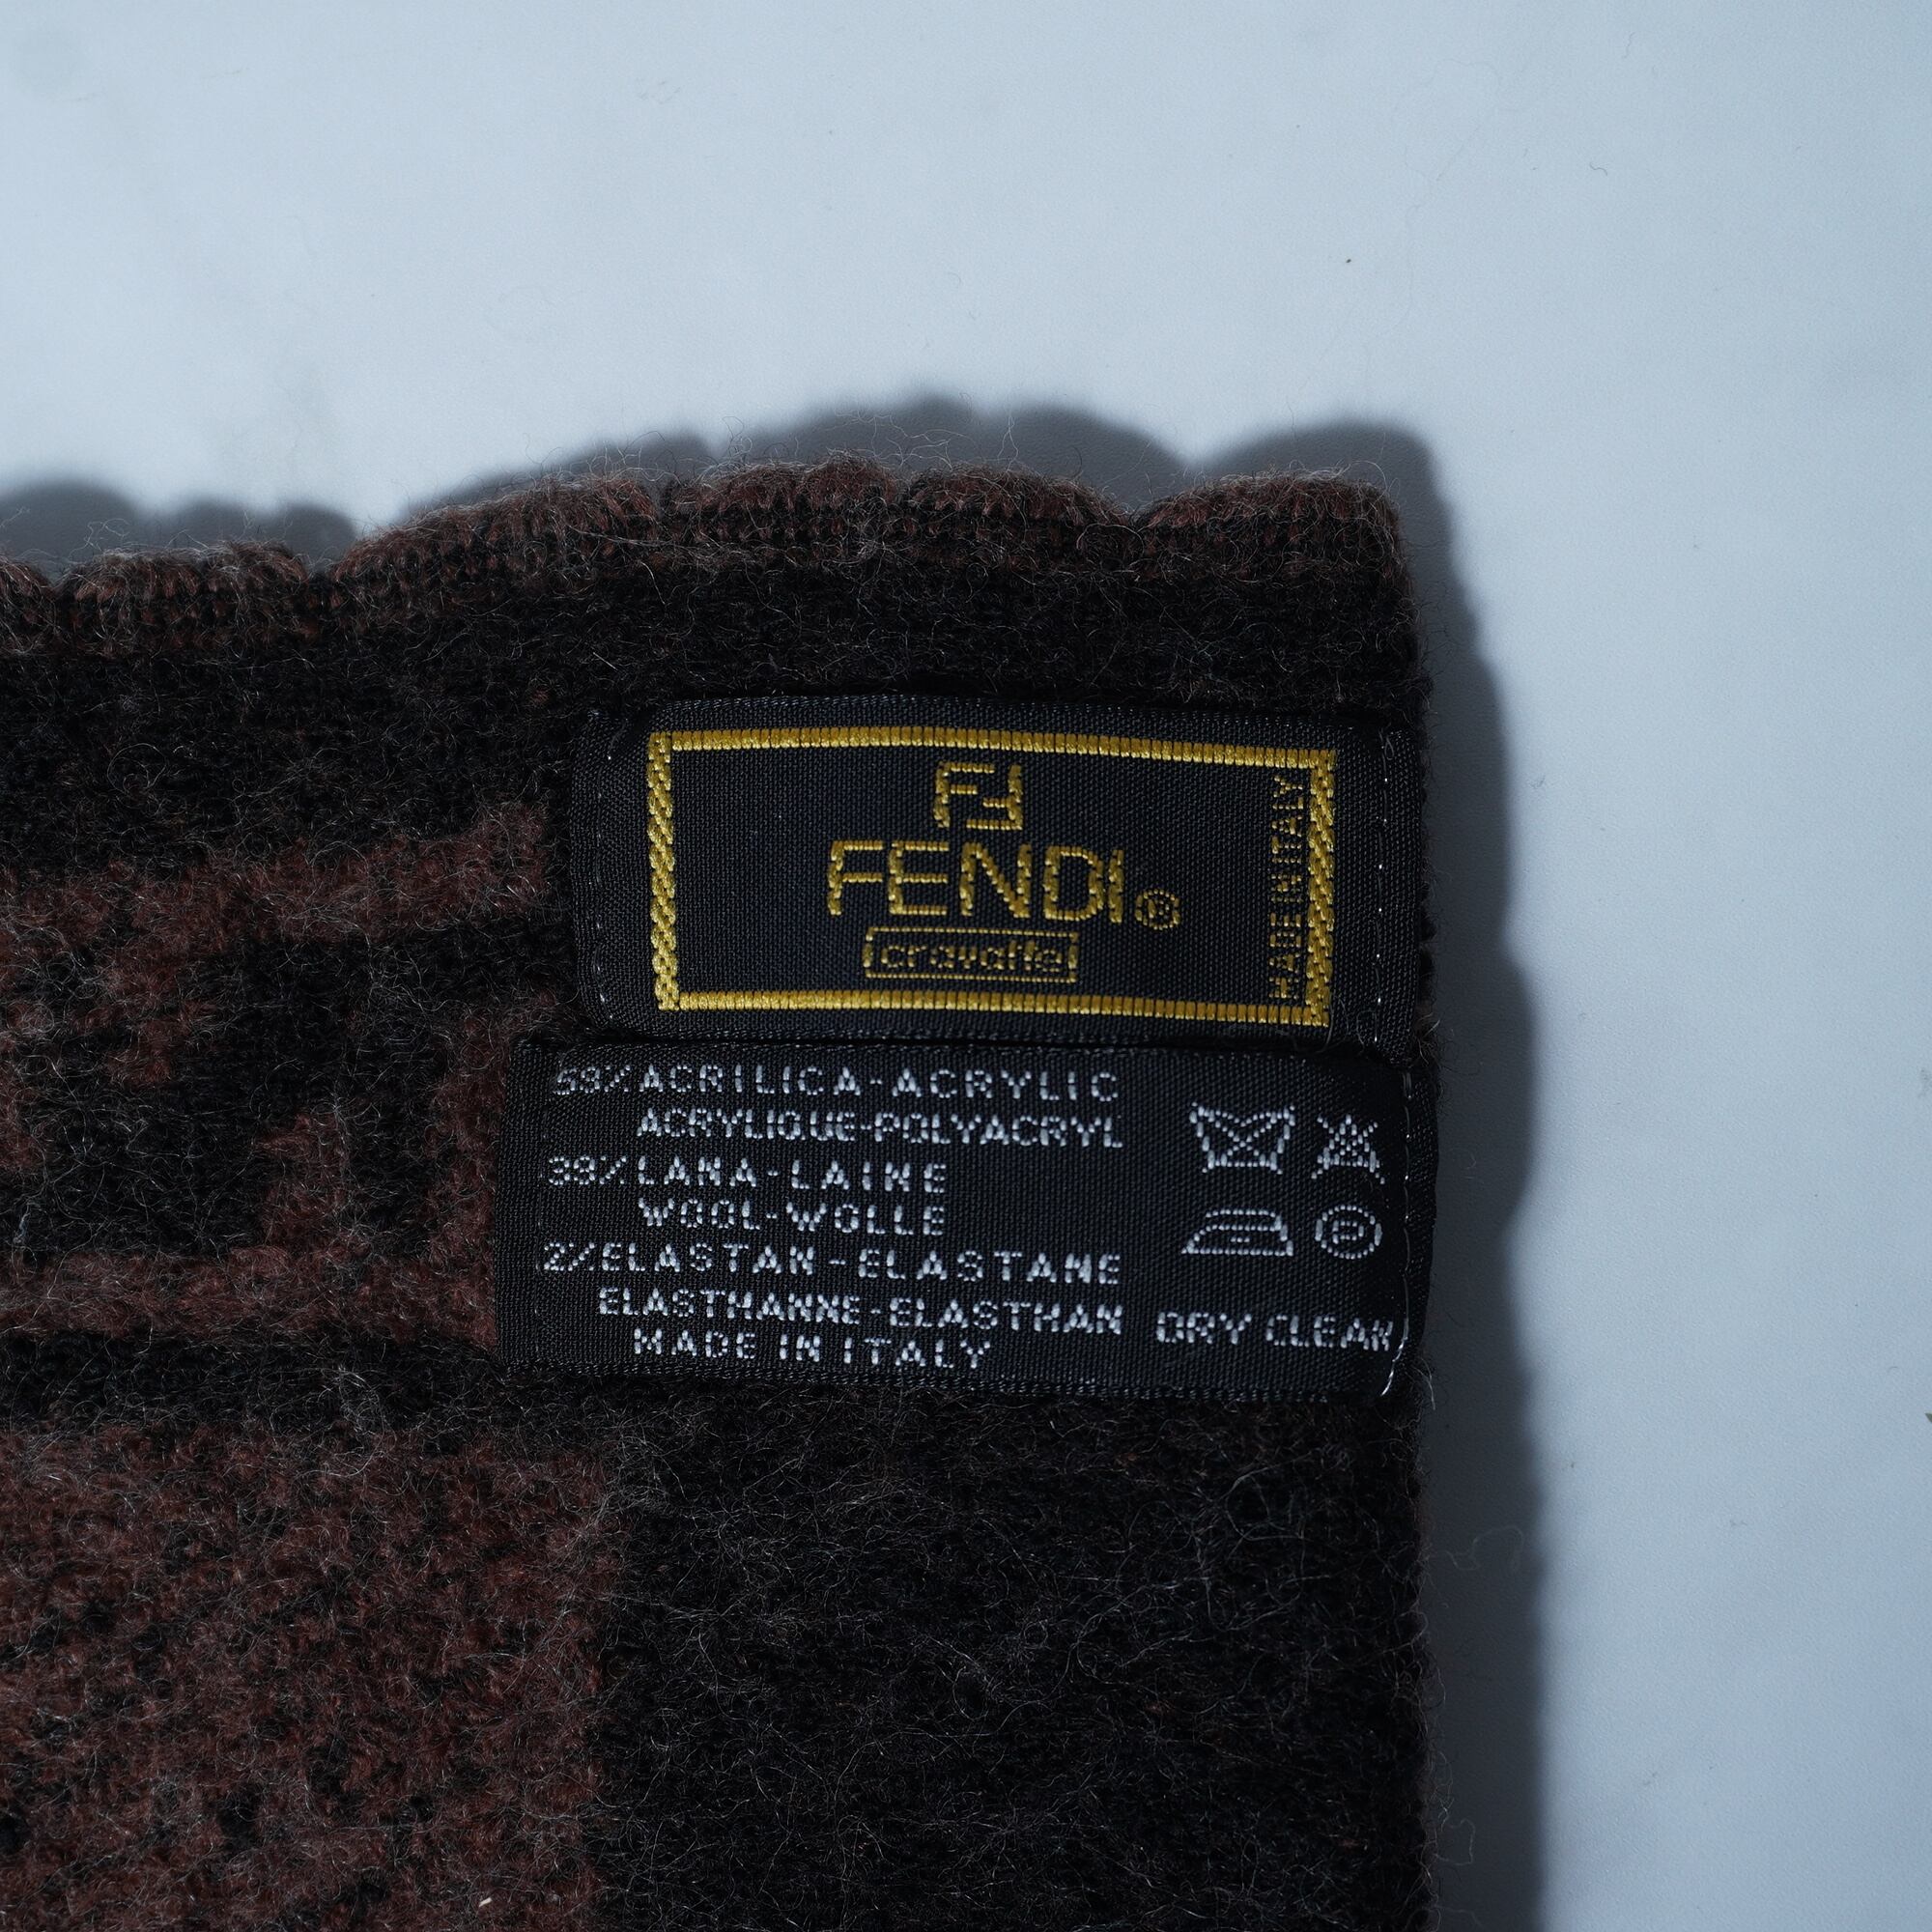 FF
FENDI®
cravatte
MADE IN ITALY
59% ACRILICA-ACRYLIC
ACRYLIQUE-POLYACRYL
39% LANA-LAINE
WOOL-WOLLE
2% ELASTAN-ELASTANE
ELASTHANNE-ELASTHAN
MADE IN ITALY
P
DRY CLEAN